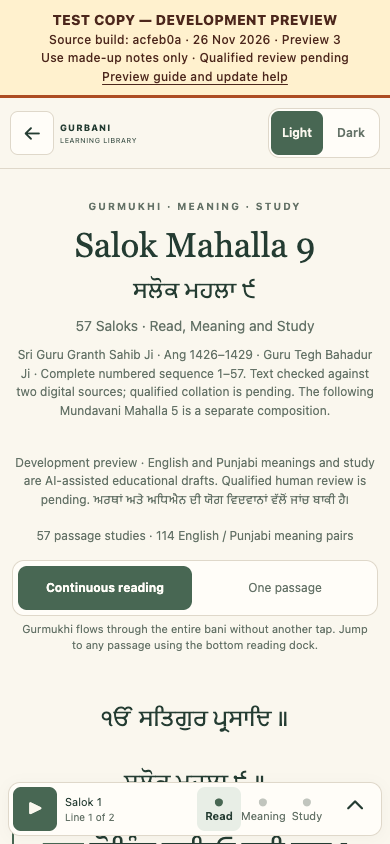 TEST COPY — DEVELOPMENT PREVIEW
Source build: acfeb0a · 26 Nov 2026 · Preview 3
Use made-up notes only · Qualified review pending
Preview guide and update help
GURBANI
LEARNING LIBRARY
Light
Dark
GURMUKHI · MEANING · STUDY
Salok Mahalla 9
ਸਲੋਕ ਮਹਲਾ ੯
57 Saloks · Read, Meaning and Study
Sri Guru Granth Sahib Ji · Ang 1426–1429 · Guru Tegh Bahadur
Ji · Complete numbered sequence 1–57. Text checked against
two digital sources; qualified collation is pending. The following
Mundavani Mahalla 5 is a separate composition.
Development preview · English and Punjabi meanings and study
are AI-assisted educational drafts. Qualified human review is
pending. ਅਰਥਾਂ ਅਤੇ ਅਧਿਐਨ ਦੀ ਯੋਗ ਵਿਦਵਾਨਾਂ ਵੱਲੋਂ ਜਾਂਚ ਬਾਕੀ ਹੈ।
57 passage studies · 114 English / Punjabi meaning pairs
Continuous reading
One passage
Gurmukhi flows through the entire bani without another tap. Jump
to any passage using the bottom reading dock.
ੴ ਸਤਿਗੁਰ ਪ੍ਰਸਾਦਿ ॥
ਸਲੋਕ ਮਹਲਾ ੯ ॥
Salok 1
Line 1 of 2
Read
Meaning
Study